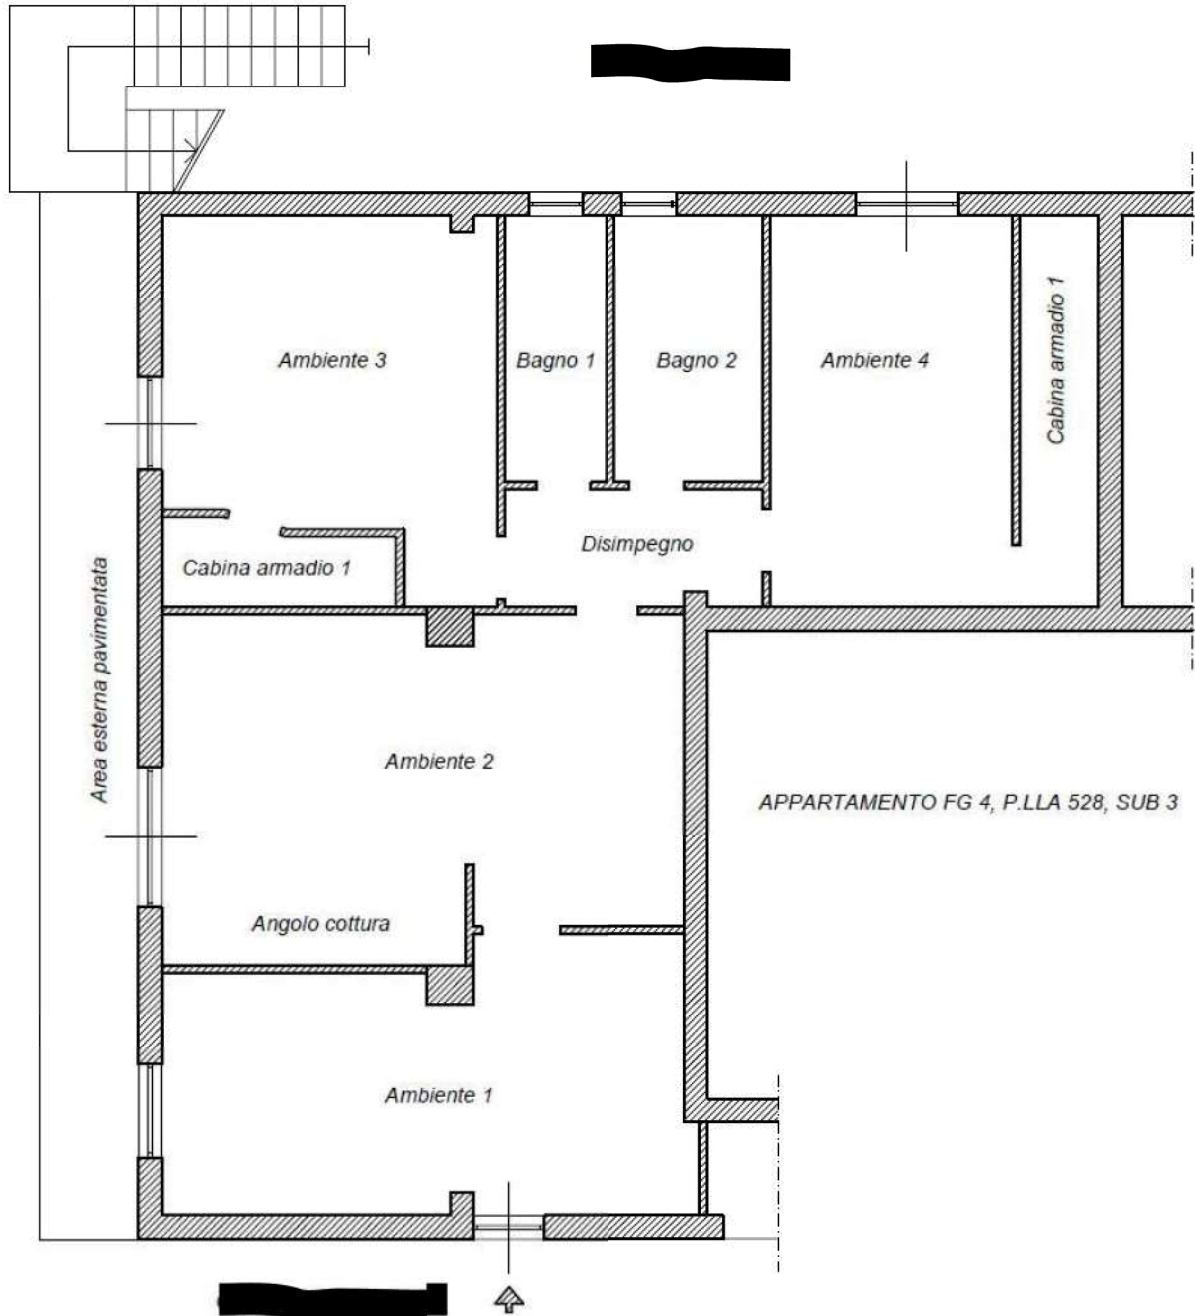 Ambiente 3
Bagno 1
Bagno 2
Ambiente 4
Cabina armadio 1
Disimpegno
Cabina armadio 1
Area esterna pavimentata
Ambiente 2
APPARTAMENTO FG 4, P.LLA 528, SUB 3
Angolo cottura
Ambiente 1